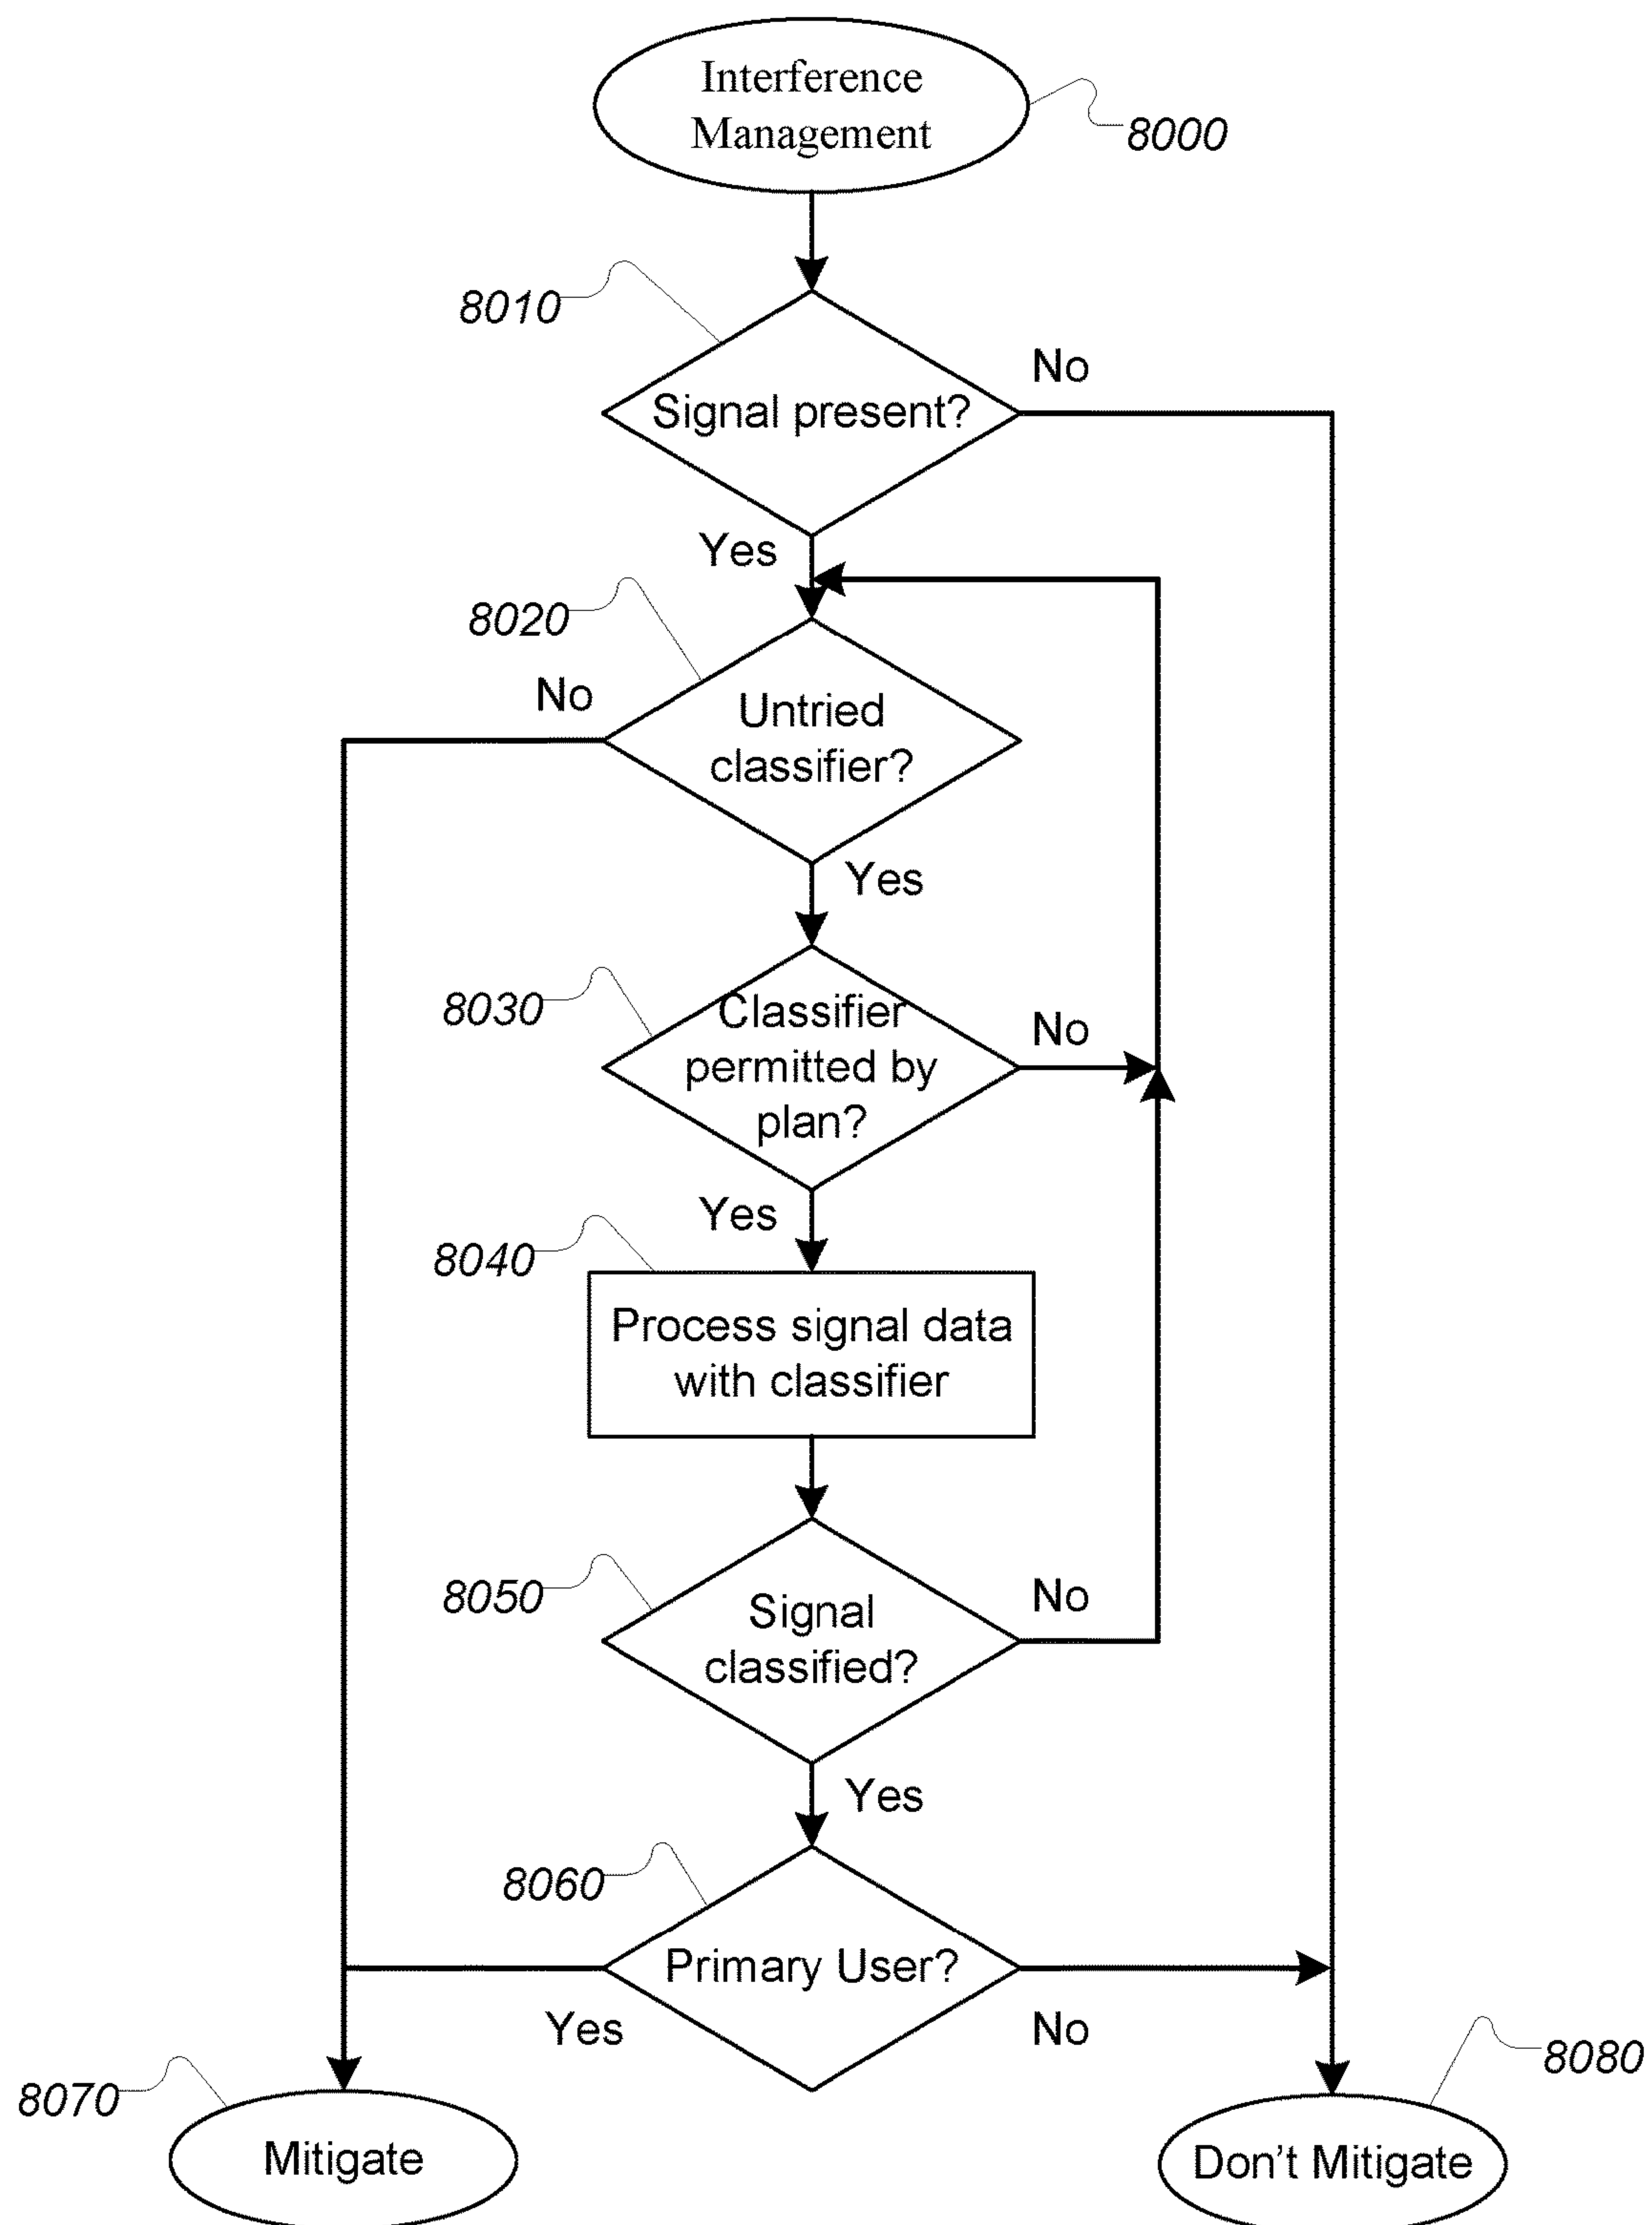 Interference
Management
8000
8010
No
Signal present?
Yes
8020
No
Untried
classifier?
Yes
8030
Classifier
permitted by
plan?
No
Yes
8040
Process signal data
with classifier
8050
Signal
classified?
No
Yes
8060
Primary User?
Yes
No
8070
Mitigate
8080
Don't Mitigate